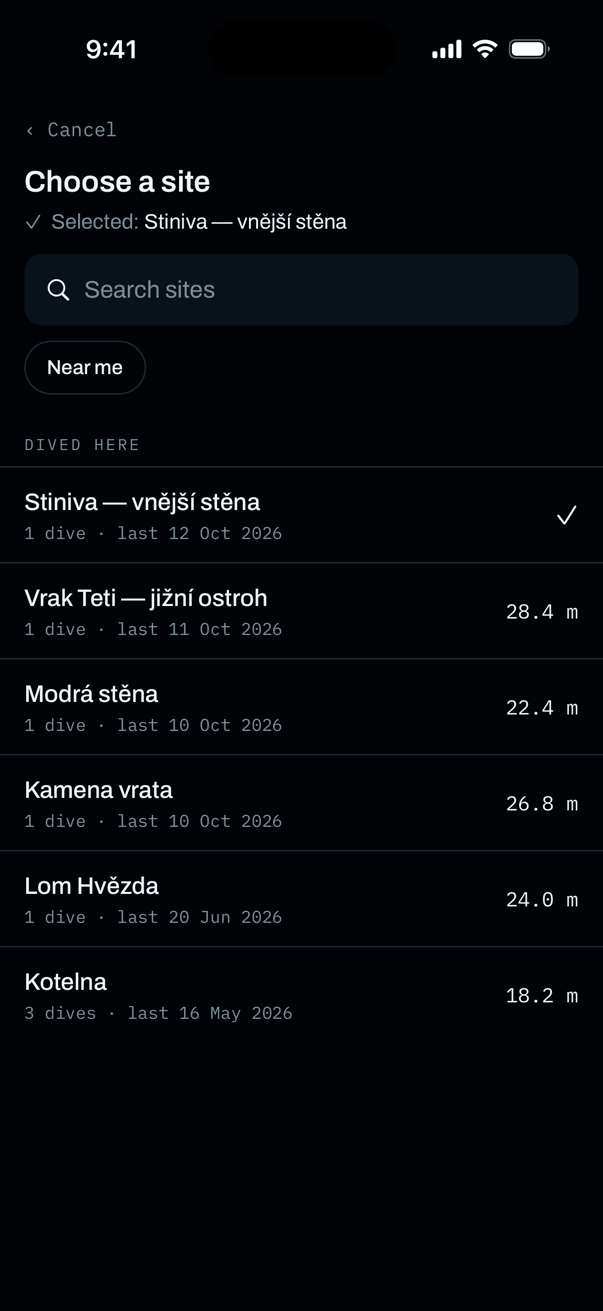 9:41
‹ Cancel
Choose a site
✓ Selected: Stiniva — vnější stěna
Search sites
Near me
DIVED HERE
Stiniva — vnější stěna
1 dive · last 12 Oct 2026
✓
Vrak Teti — jižní ostroh
1 dive · last 11 Oct 2026
28.4 m
Modrá stěna
1 dive · last 10 Oct 2026
22.4 m
Kamena vrata
1 dive · last 10 Oct 2026
26.8 m
Lom Hvězda
1 dive · last 20 Jun 2026
24.0 m
Kotelna
3 dives · last 16 May 2026
18.2 m